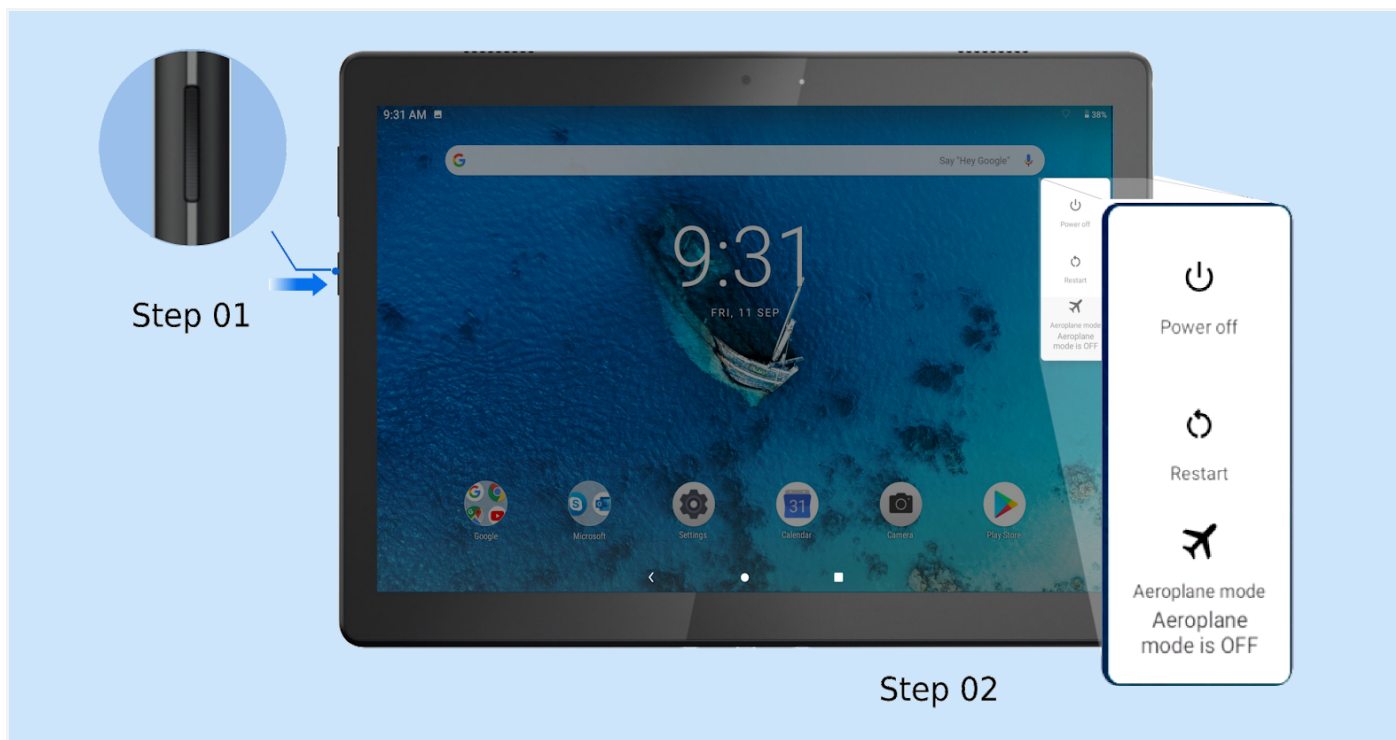 9:31 AM
38%
Say "Hey Google"
9:31
FRI, 11 SEP
Power off
Restart
Aeroplane mode
Aeroplane
mode is OFF
Step 01
Power off
Restart
Aeroplane mode
Aeroplane
mode is OFF
31
Google
Microsoft
Settings
Calendar
Camera
Play Store
Step 02